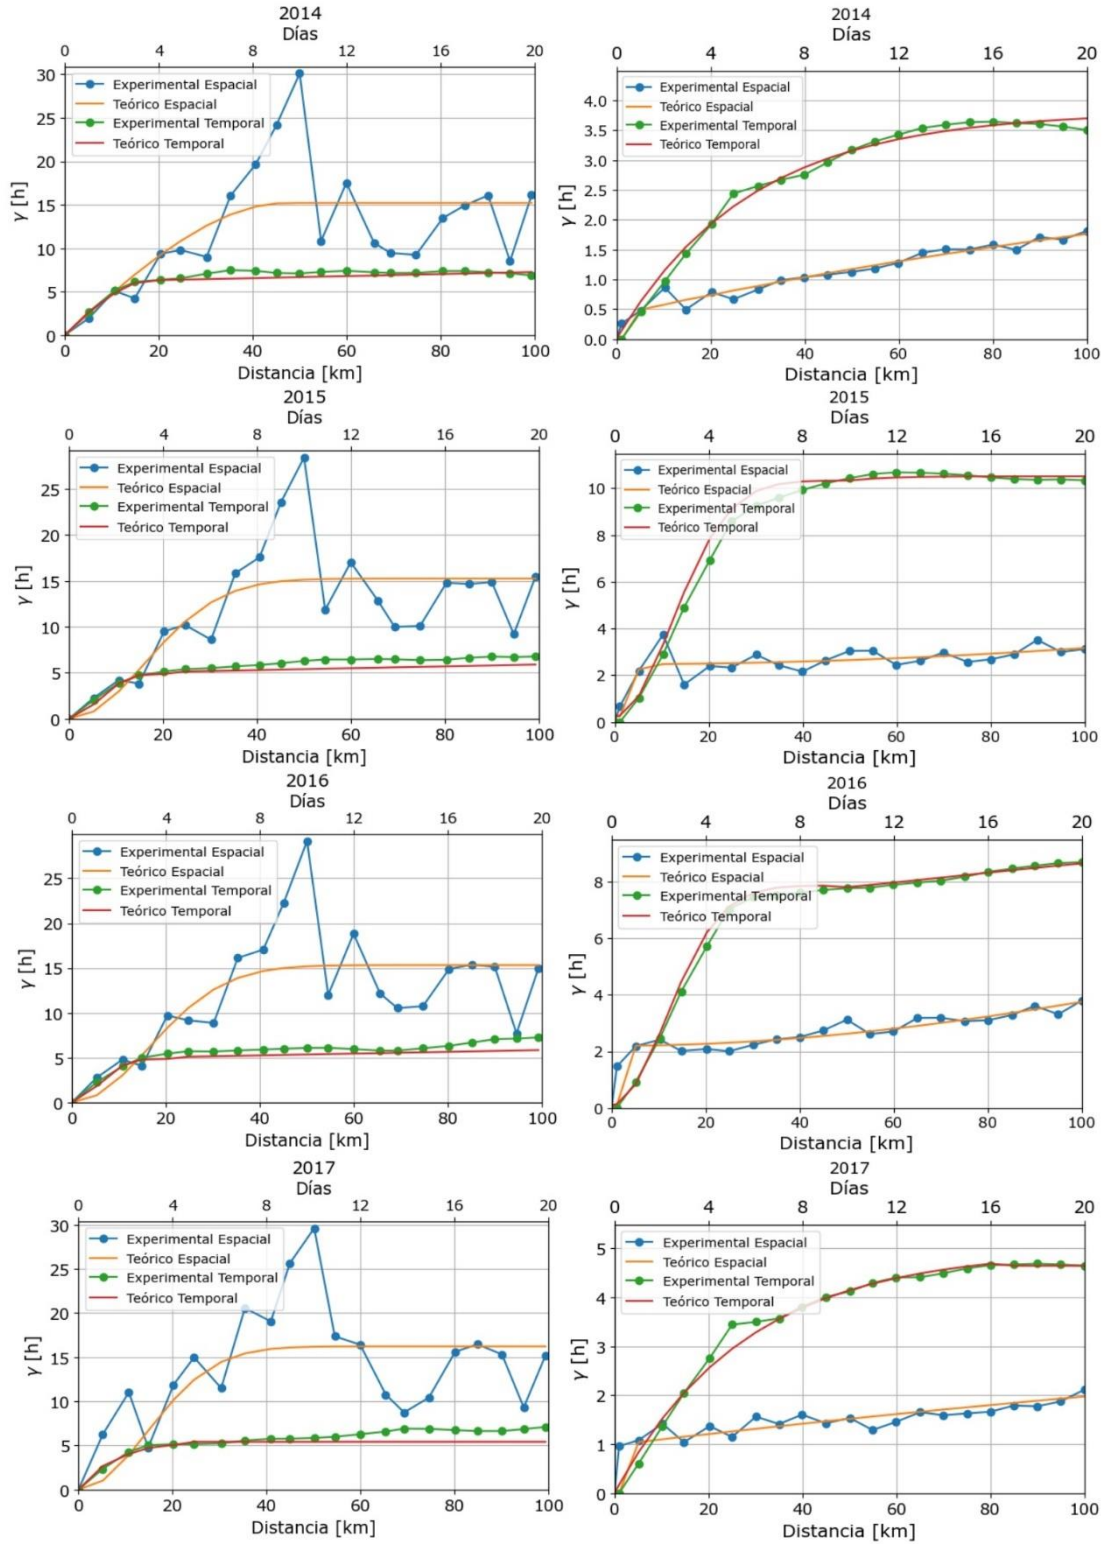 2014
Días
0 4 8 12 16 20
30
25
20
15
10
5
0
γ [h]
Experimental Espacial
Teórico Espacial
Experimental Temporal
Teórico Temporal
0 20 40 60 80 100
Distancia [km]
2014
Días
0 4 8 12 16 20
4.0
3.5
3.0
2.5
2.0
1.5
1.0
0.5
0.0
γ [h]
Experimental Espacial
Teórico Espacial
Experimental Temporal
Teórico Temporal
0 20 40 60 80 100
Distancia [km]
2015
Días
0 4 8 12 16 20
25
20
15
10
5
0
γ [h]
Experimental Espacial
Teórico Espacial
Experimental Temporal
Teórico Temporal
0 20 40 60 80 100
Distancia [km]
2015
Días
0 4 8 12 16 20
10
8
6
4
2
0
γ [h]
Experimental Espacial
Teórico Espacial
Experimental Temporal
Teórico Temporal
0 20 40 60 80 100
Distancia [km]
2016
Días
0 4 8 12 16 20
25
20
15
10
5
0
γ [h]
Experimental Espacial
Teórico Espacial
Experimental Temporal
Teórico Temporal
0 20 40 60 80 100
Distancia [km]
2016
Días
0 4 8 12 16 20
8
6
4
2
0
γ [h]
Experimental Espacial
Teórico Espacial
Experimental Temporal
Teórico Temporal
0 20 40 60 80 100
Distancia [km]
2017
Días
0 4 8 12 16 20
30
25
20
15
10
5
0
γ [h]
Experimental Espacial
Teórico Espacial
Experimental Temporal
Teórico Temporal
0 20 40 60 80 100
Distancia [km]
2017
Días
0 4 8 12 16 20
5
4
3
2
1
0
γ [h]
Experimental Espacial
Teórico Espacial
Experimental Temporal
Teórico Temporal
0 20 40 60 80 100
Distancia [km]